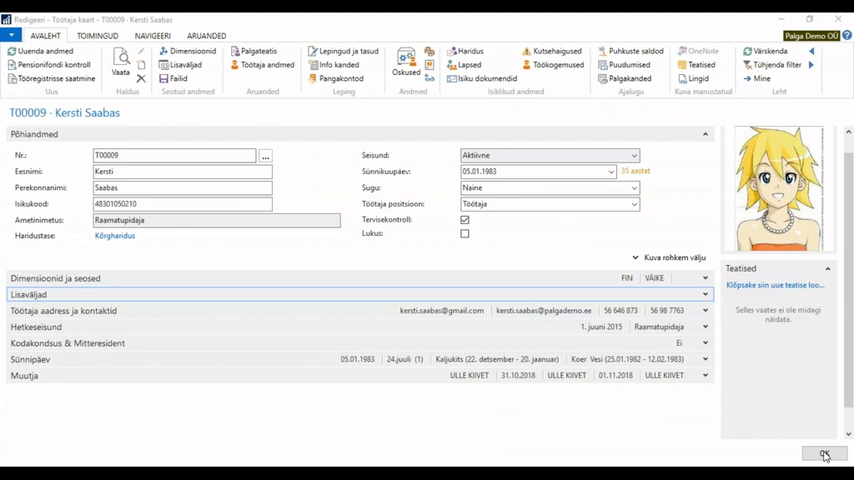 Redigeeri - Töötaja kaart - T00009 · Kersti Saabas
AVALEHT TOIMINGUD NAVIGEERI ARUANDED
Palga Demo OÜ
Uuenda andmed
Pensionifondi kontroll
Tööregistrisse saatmine
Uus
Vaata
Haldus
Dimensioonid
Lisaväljad
Failid
Seotud andmed
Palgateatis
Töötaja andmed
Aruanded
Lepingud ja tasud
Info kanded
Pangakontod
Leping
Oskused
Andmed
Haridus
Lapsed
Isiku dokumendid
Kutsehaigused
Töökogemused
Isiklikud andmed
Puhkuste saldod
Puudumised
Palgakanded
Ajalugu
OneNote
Teatised
Lingid
Kuva manustatud
Värskenda
Tühjenda filter
Mine
Leht
T00009 · Kersti Saabas
Põhiandmed
Nr.: T00009 ...
Eesnimi: Kersti
Perekonnanimi: Saabas
Isikukood: 48301050210
Ametinimetus: Raamatupidaja
Haridustase: Kõrgharidus
Seisund: Aktiivne
Sünnikuupäev: 05.01.1983 35 aastat
Sugu: Naine
Töötaja positsioon: Töötaja
Tervisekontroll:
Lukus:
Kuva rohkem välju
Dimensioonid ja seosed FIN VÄIKE
Lisaväljad
Töötaja aadress ja kontaktid kersti.saabas@gmail.com kersti.saabas@palgademo.ee 56 646 873 56 98 7763
Hetkeseisund 1. juuni 2015 Raamatupidaja
Kodakondsus & Mitteresident Ei
Sünnipäev 05.01.1983 24.juuli (1) Kaljukits (22. detsember - 20. jaanuar) Koer Vesi (25.01.1982 - 12.02.1983)
Muutja ULLE KIIVET 31.10.2018 ULLE KIIVET 01.11.2018 ULLE KIIVET
Teatised
Klõpsake siin uue teatise loo...
Selles vaates ei ole midagi
näidata.
OK